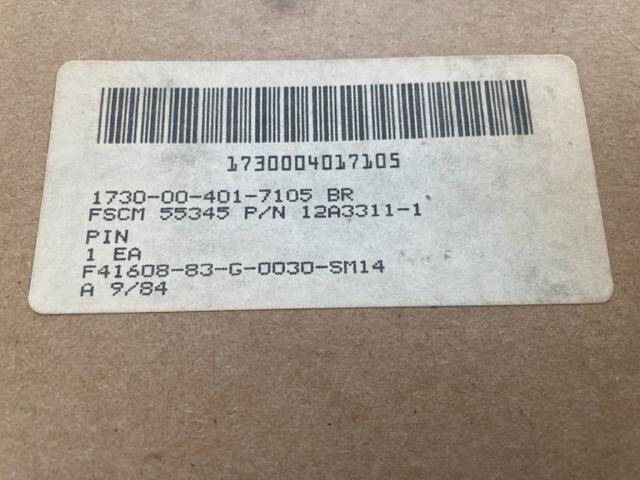 1730004017105
1730-00-401-7105 BR
FSCM 55345 P/N 12A3311-1
PIN
1 EA
F41608-83-G-0030-SM14
A 9/84